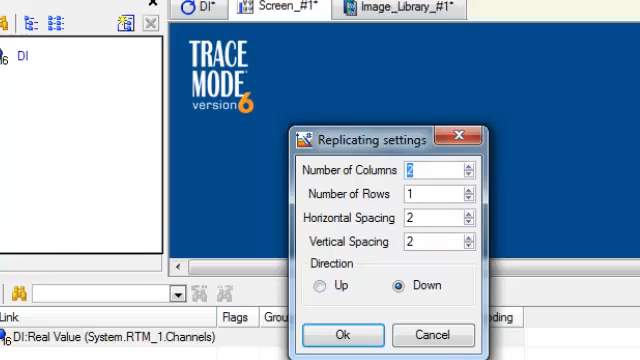 DI*
Screen_#1*
Image_Library_#1*
DI
TRACE
MODE
version 6
Replicating settings
Number of Columns 2
Number of Rows 1
Horizontal Spacing 2
Vertical Spacing 2
Direction
Up
Down
Ok
Cancel
Link
Flags
DI:Real Value (System.RTM_1.Channels)